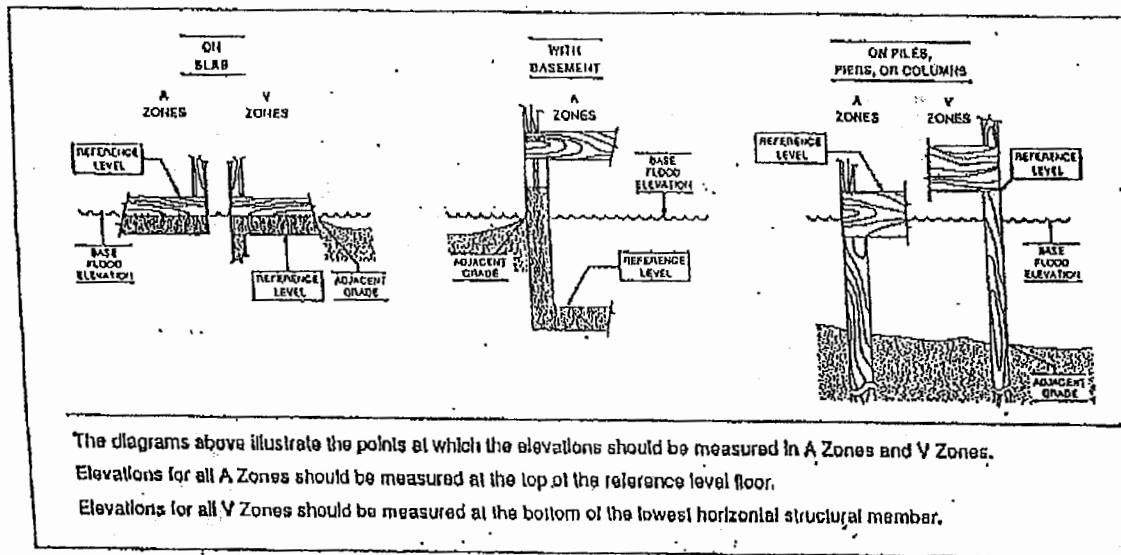 ON
SLAB
A
ZONES
V
ZONES
REFERENCE
LEVEL
BASE
FLOOD
ELEVATION
REFERENCE
LEVEL
ADJACENT
GRADE
WITH
BASEMENT
A
ZONES
BASE
FLOOD
ELEVATION
ADJACENT
GRADE
REFERENCE
LEVEL
ON PILES,
PIERS, OR COLUMNS
A
ZONES
V
ZONES
REFERENCE
LEVEL
REFERENCE
LEVEL
BASE
FLOOD
ELEVATION
ADJACENT
GRADE
The diagrams above illustrate the points at which the elevations should be measured in A Zones and V Zones.
Elevations for all A Zones should be measured at the top of the reference level floor.
Elevations for all V Zones should be measured at the bottom of the lowest horizontal structural member.